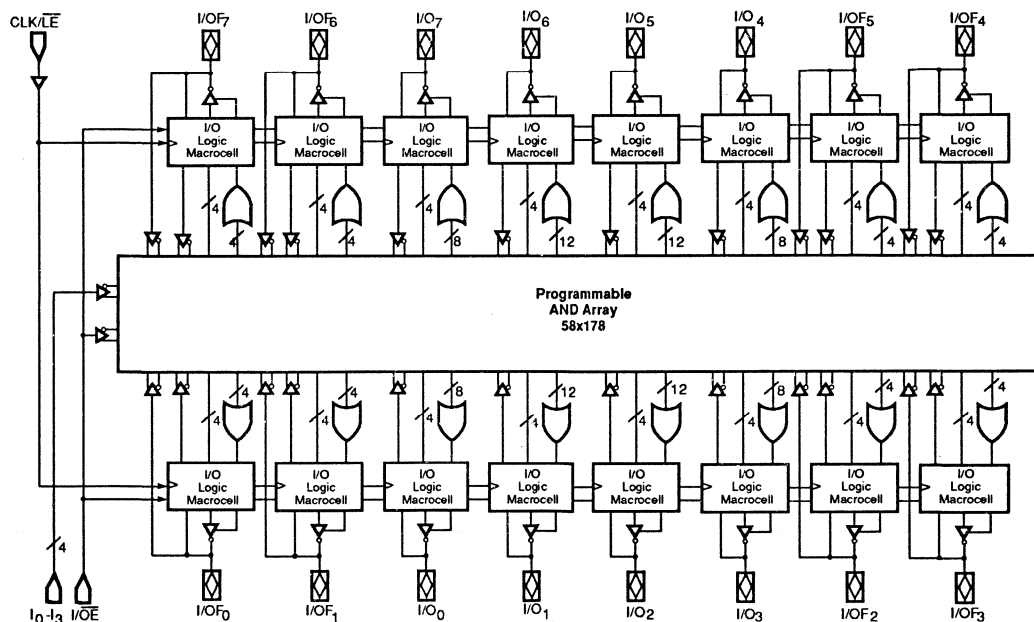 CLK/LE I/OF7 I/OF6 I/O7 I/O6 I/O5 I/O4 I/OF5 I/OF4
I/O I/O I/O I/O I/O I/O I/O I/O
Logic Logic Logic Logic Logic Logic Logic Logic
Macrocell Macrocell Macrocell Macrocell Macrocell Macrocell Macrocell Macrocell
4 4 4 4 4 4 4 4
4 4 8 12 12 8 4 4
Programmable
AND Array
58x178
4 4 8 12 12 8 4 4
4 4 4 4 4 4 4
I/O I/O I/O I/O I/O I/O I/O I/O
Logic Logic Logic Logic Logic Logic Logic Logic
Macrocell Macrocell Macrocell Macrocell Macrocell Macrocell Macrocell Macrocell
4
I0-I3 I/OE I/OF0 I/OF1 I/O0 I/O1 I/O2 I/O3 I/OF2 I/OF3